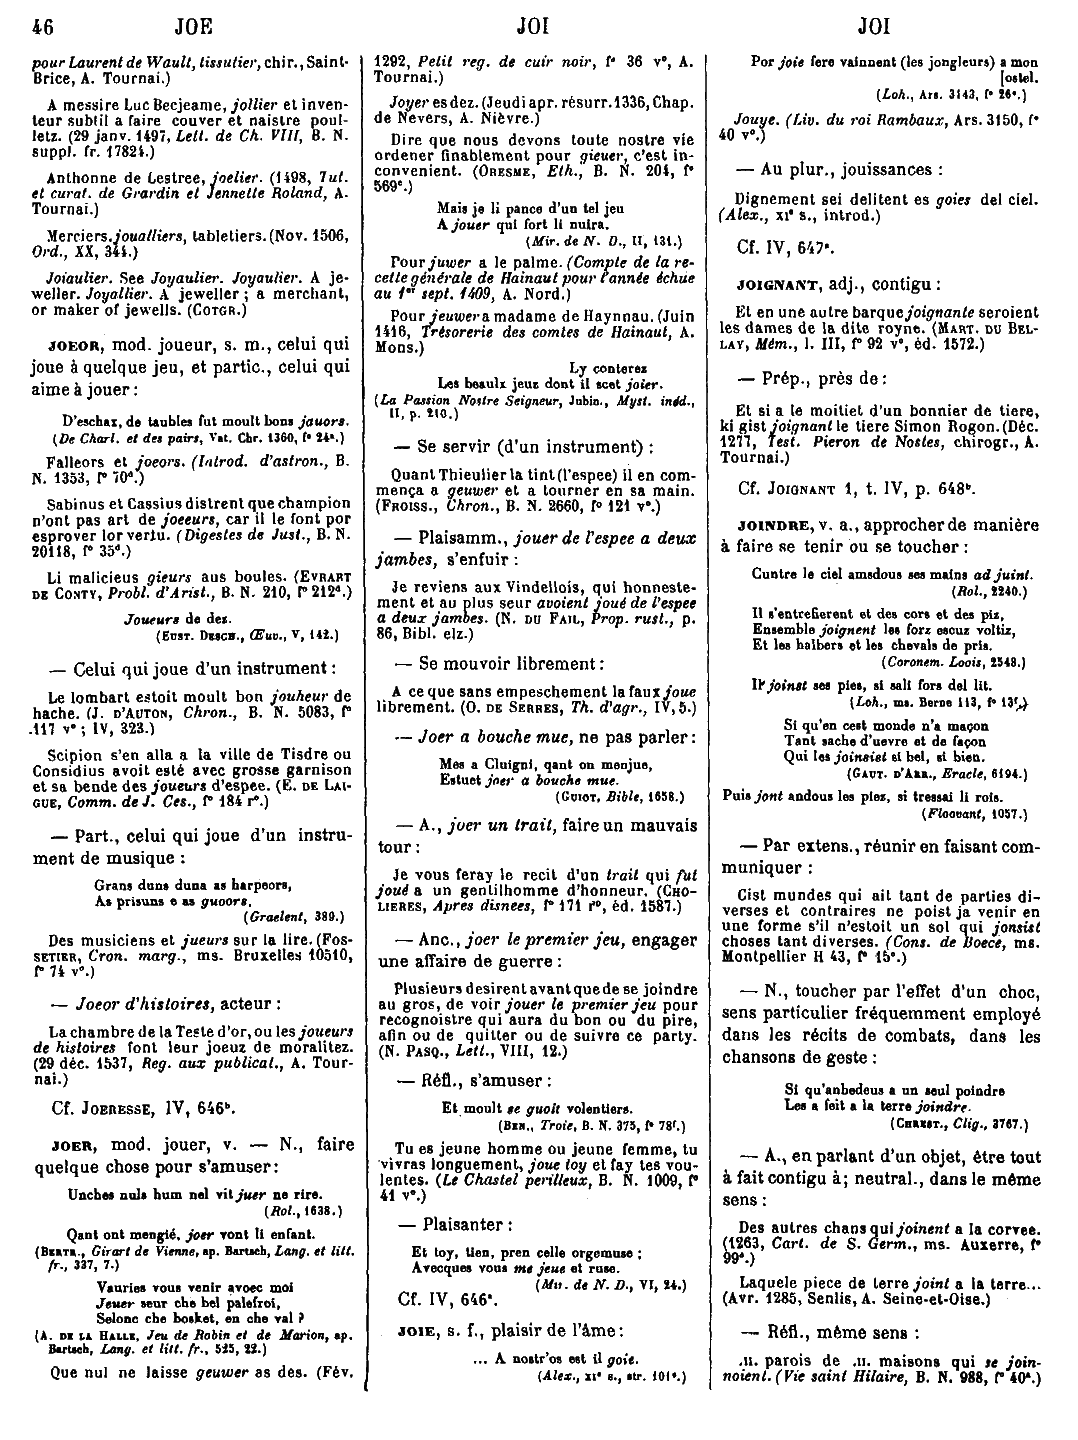 46 JOE JOI JOI
pour Laurent de Wault, tissutier, chir., Saint-
Brice, A. Tournai.)
A messire Luc Becjeame, jollier et inven-
teur subtil a faire couver et naistre poul-
letz. (29 janv. 1497, Lett. de Ch. VIII, B. N.
suppl. fr. 17824.)
Anthonne de Lestree, joelier. (1498, Tut.
et curat. de Grardin et Jennette Roland, A.
Tournai.)
Merciers, joualliers, tabletiers. (Nov. 1506,
Ord., XX, 344.)
Joiaulier. See Joyaulier. Joyaulier. A je-
weller. Joyallier. A jeweller ; a merchant,
or maker of jewells. (COTGR.)
JOEOR, mod. joueur, s. m., celui qui
joue à quelque jeu, et partic., celui qui
aime à jouer :
D'eschaz, de taubles fut moult bons jauors.
(De Charl. et des pairs, Vat. Chr. 1360, f° 24ª.)
Falleors et joeors. (Introd. d'astron., B.
N. 1353, f° 70ᵈ.)
Sabinus et Cassius distrent que champion
n'ont pas art de joeeurs, car il le font por
esprover lor vertu. (Digestes de Just., B. N.
20118, f° 35ᵈ.)
Li malicieus gieurs aus boules. (EVRART
DE CONTY, Probl. d'Arist., B. N. 210, f° 212ᵈ.)
Joueurs de dez.
(EUST. DESCH., Œuv., V, 142.)
— Celui qui joue d'un instrument :
Le lombart estoit moult bon jouheur de
hache. (J. D'AUTON, Chron., B. N. 5083, f°
117 v° ; IV, 323.)
Scipion s'en alla a la ville de Tisdre ou
Considius avoit esté avec grosse garnison
et sa bende des joueurs d'espee. (E. DE LAI-
GUE, Comm. de J. Ces., f° 184 r°.)
— Part., celui qui joue d'un instru-
ment de musique :
Grans duns duna as harpeors,
As prisuns e as guoors.
(Graelent, 389.)
Des musiciens et jueurs sur la lire. (FOS-
SETIER, Cron. marg., ms. Bruxelles 10510,
f° 74 v°.)
— Joeor d'histoires, acteur :
La chambre de la Teste d'or, ou les joueurs
de histoires font leur joeuz de moralitez.
(29 déc. 1537, Reg. aux publicat., A. Tour-
nai.)
Cf. JOERESSE, IV, 646ᵇ.
JOER, mod. jouer, v. — N., faire
quelque chose pour s'amuser :
Unches nuls hum nel vit juer ne rire.
(Rol., 1638.)
Qant ont mengié, joer vont li enfant.
(BERTR., Girart de Vienne, ap. Bartsch, Lang. et litt.
fr., 337, 7.)
Vauries vous venir avoec moi
Jeuer seur che bel palefroi,
Selonc che bosket, en che val ?
(A. DE LA HALLE, Jeu de Robin et de Marion, ap.
Bartsch, Lang. et litt. fr., 525, 22.)
Que nul ne laisse geuwer as des. (Fév.
1292, Petit reg. de cuir noir, f° 36 v°, A.
Tournai.)
Joyer es dez. (Jeudi apr. résurr. 1336, Chap.
de Nevers, A. Nièvre.)
Dire que nous devons toute nostre vie
ordener finablement pour gieuer, c'est in-
convenient. (ORESME, Eth., B. N. 204, f°
569ᶜ.)
Mais je li pance d'un tel jeu
A jouer qui fort li nuira.
(Mir. de N. D., II, 131.)
Pour juwer a le palme. (Compte de la re-
cette générale de Hainaut pour l'année échue
au 1ᵉʳ sept. 1409, A. Nord.)
Pour jeuwer a madame de Haynnau. (Juin
1416, Trésorerie des comtes de Hainaut, A.
Mons.)
Ly conterez
Les beaulx jeuz dont il scet joier.
(La Passion Nostre Seigneur, Jubin., Myst. inéd.,
II, p. 210.)
— Se servir (d'un instrument) :
Quant Thieulier la tint (l'espee) il en com-
mença a geuwer et a tourner en sa main.
(FROISS., Chron., B. N. 2660, f° 121 v°.)
— Plaisamm., jouer de l'espee a deux
jambes, s'enfuir :
Je reviens aux Vindellois, qui honneste-
ment et au plus seur avoient joué de l'espee
a deux jambes. (N. DU FAIL, Prop. rust., p.
86, Bibl. elz.)
— Se mouvoir librement :
A ce que sans empeschement la faux joue
librement. (O. DE SERRES, Th. d'agr., IV, 5.)
— Joer a bouche mue, ne pas parler :
Mes a Cluigni, qant on menjue,
Estuet joer a bouche mue.
(GUIOT, Bible, 1658.)
— A., juer un trait, faire un mauvais
tour :
Je vous feray le recit d'un trait qui fut
joué a un gentilhomme d'honneur. (CHO-
LIERES, Apres disnees, f° 171 r°, éd. 1587.)
— Anc., joer le premier jeu, engager
une affaire de guerre :
Plusieurs desirent avant que de se joindre
au gros, de voir jouer le premier jeu pour
recognoistre qui aura du bon ou du pire,
afin ou de quitter ou de suivre ce party.
(N. PASQ., Lett., VIII, 12.)
— Réfl., s'amuser :
Et moult se guoit volentiers.
(BEN., Troie, B. N. 375, f° 78ᶠ.)
Tu es jeune homme ou jeune femme, tu
vivras longuement, joue toy et fay tes vou-
lentes. (Le Chastel perilleux, B. N. 1009, f°
41 v°.)
— Plaisanter :
Et toy, tien, pren celle orgemuse ;
Avecques vous me jeue et ruse.
(Mir. de N. D., VI, 24.)
Cf. IV, 646ᶜ.
JOIE, s. f., plaisir de l'âme :
... A nostr'os est il goie.
(Alex., XIᵉ s., str. 101ᵉ.)
Por joie fere vainnent (les jongleurs) a mon
[ostel.
(Loh., Ars. 3143, f° 26ᵃ.)
Jouye. (Liv. du roi Rambaux, Ars. 3150, f°
40 v°.)
— Au plur., jouissances :
Dignement sei delitent es goies del ciel.
(Alex., XIᵉ s., introd.)
Cf. IV, 647ᵃ.
JOIGNANT, adj., contigu :
Et en une autre barque joignante seroient
les dames de la dite royne. (MART. DU BEL-
LAY, Mém., l. III, f° 92 v°, éd. 1572.)
— Prép., près de :
Et si a le moitiet d'un bonnier de tiere,
ki gist joignant le tiere Simon Rogon. (Déc.
1277, Test. Pieron de Nostes, chirogr., A.
Tournai.)
Cf. JOIGNANT 1, t. IV, p. 648ᵇ.
JOINDRE, v. a., approcher de manière
à faire se tenir ou se toucher :
Cuntre le ciel amsdous ses mains ad juint.
(Rol., 2240.)
Il s'entrefierent et des cors et des piz,
Ensemble joignent les forz escuz voltiz,
Et les halbers et les chevals de pris.
(Coronem. Loois, 2548.)
Il joinst ses piez, si sali fors del lit.
(Loh., ms. Berne 113, f° 13ᶠ.)
Si qu'en cest monde n'a maçon
Tant sache d'uevre et de façon
Qui les joinsist si bel, si bien.
(GAUT. D'ARR., Eracle, 6194.)
Puis jont andous les piez, si tressai li rois.
(Floovant, 1057.)
— Par extens., réunir en faisant com-
muniquer :
Cist mundes qui ait tant de parties di-
verses et contraires ne poist ja venir en
une forme s'il n'estoit un sol qui jonsist
choses tant diverses. (Cons. de Boece, ms.
Montpellier H 43, f° 15ᵃ.)
— N., toucher par l'effet d'un choc,
sens particulier fréquemment employé
dans les récits de combats, dans les
chansons de geste :
Si qu'anbedeus a un seul poindre
Les a feit a la terre joindre.
(CHREST., Clig., 3767.)
— A., en parlant d'un objet, être tout
à fait contigu à ; neutral., dans le même
sens :
Des autres chans qui joinent a la corvee.
(1263, Cart. de S. Germ., ms. Auxerre, f°
99ᵃ.)
Laquele piece de terre joint a la terre...
(Avr. 1285, Senlis, A. Seine-et-Oise.)
— Réfl., même sens :
.II. parois de .II. maisons qui se join-
noient. (Vie saint Hilaire, B. N. 988, f° 40ᵃ.)